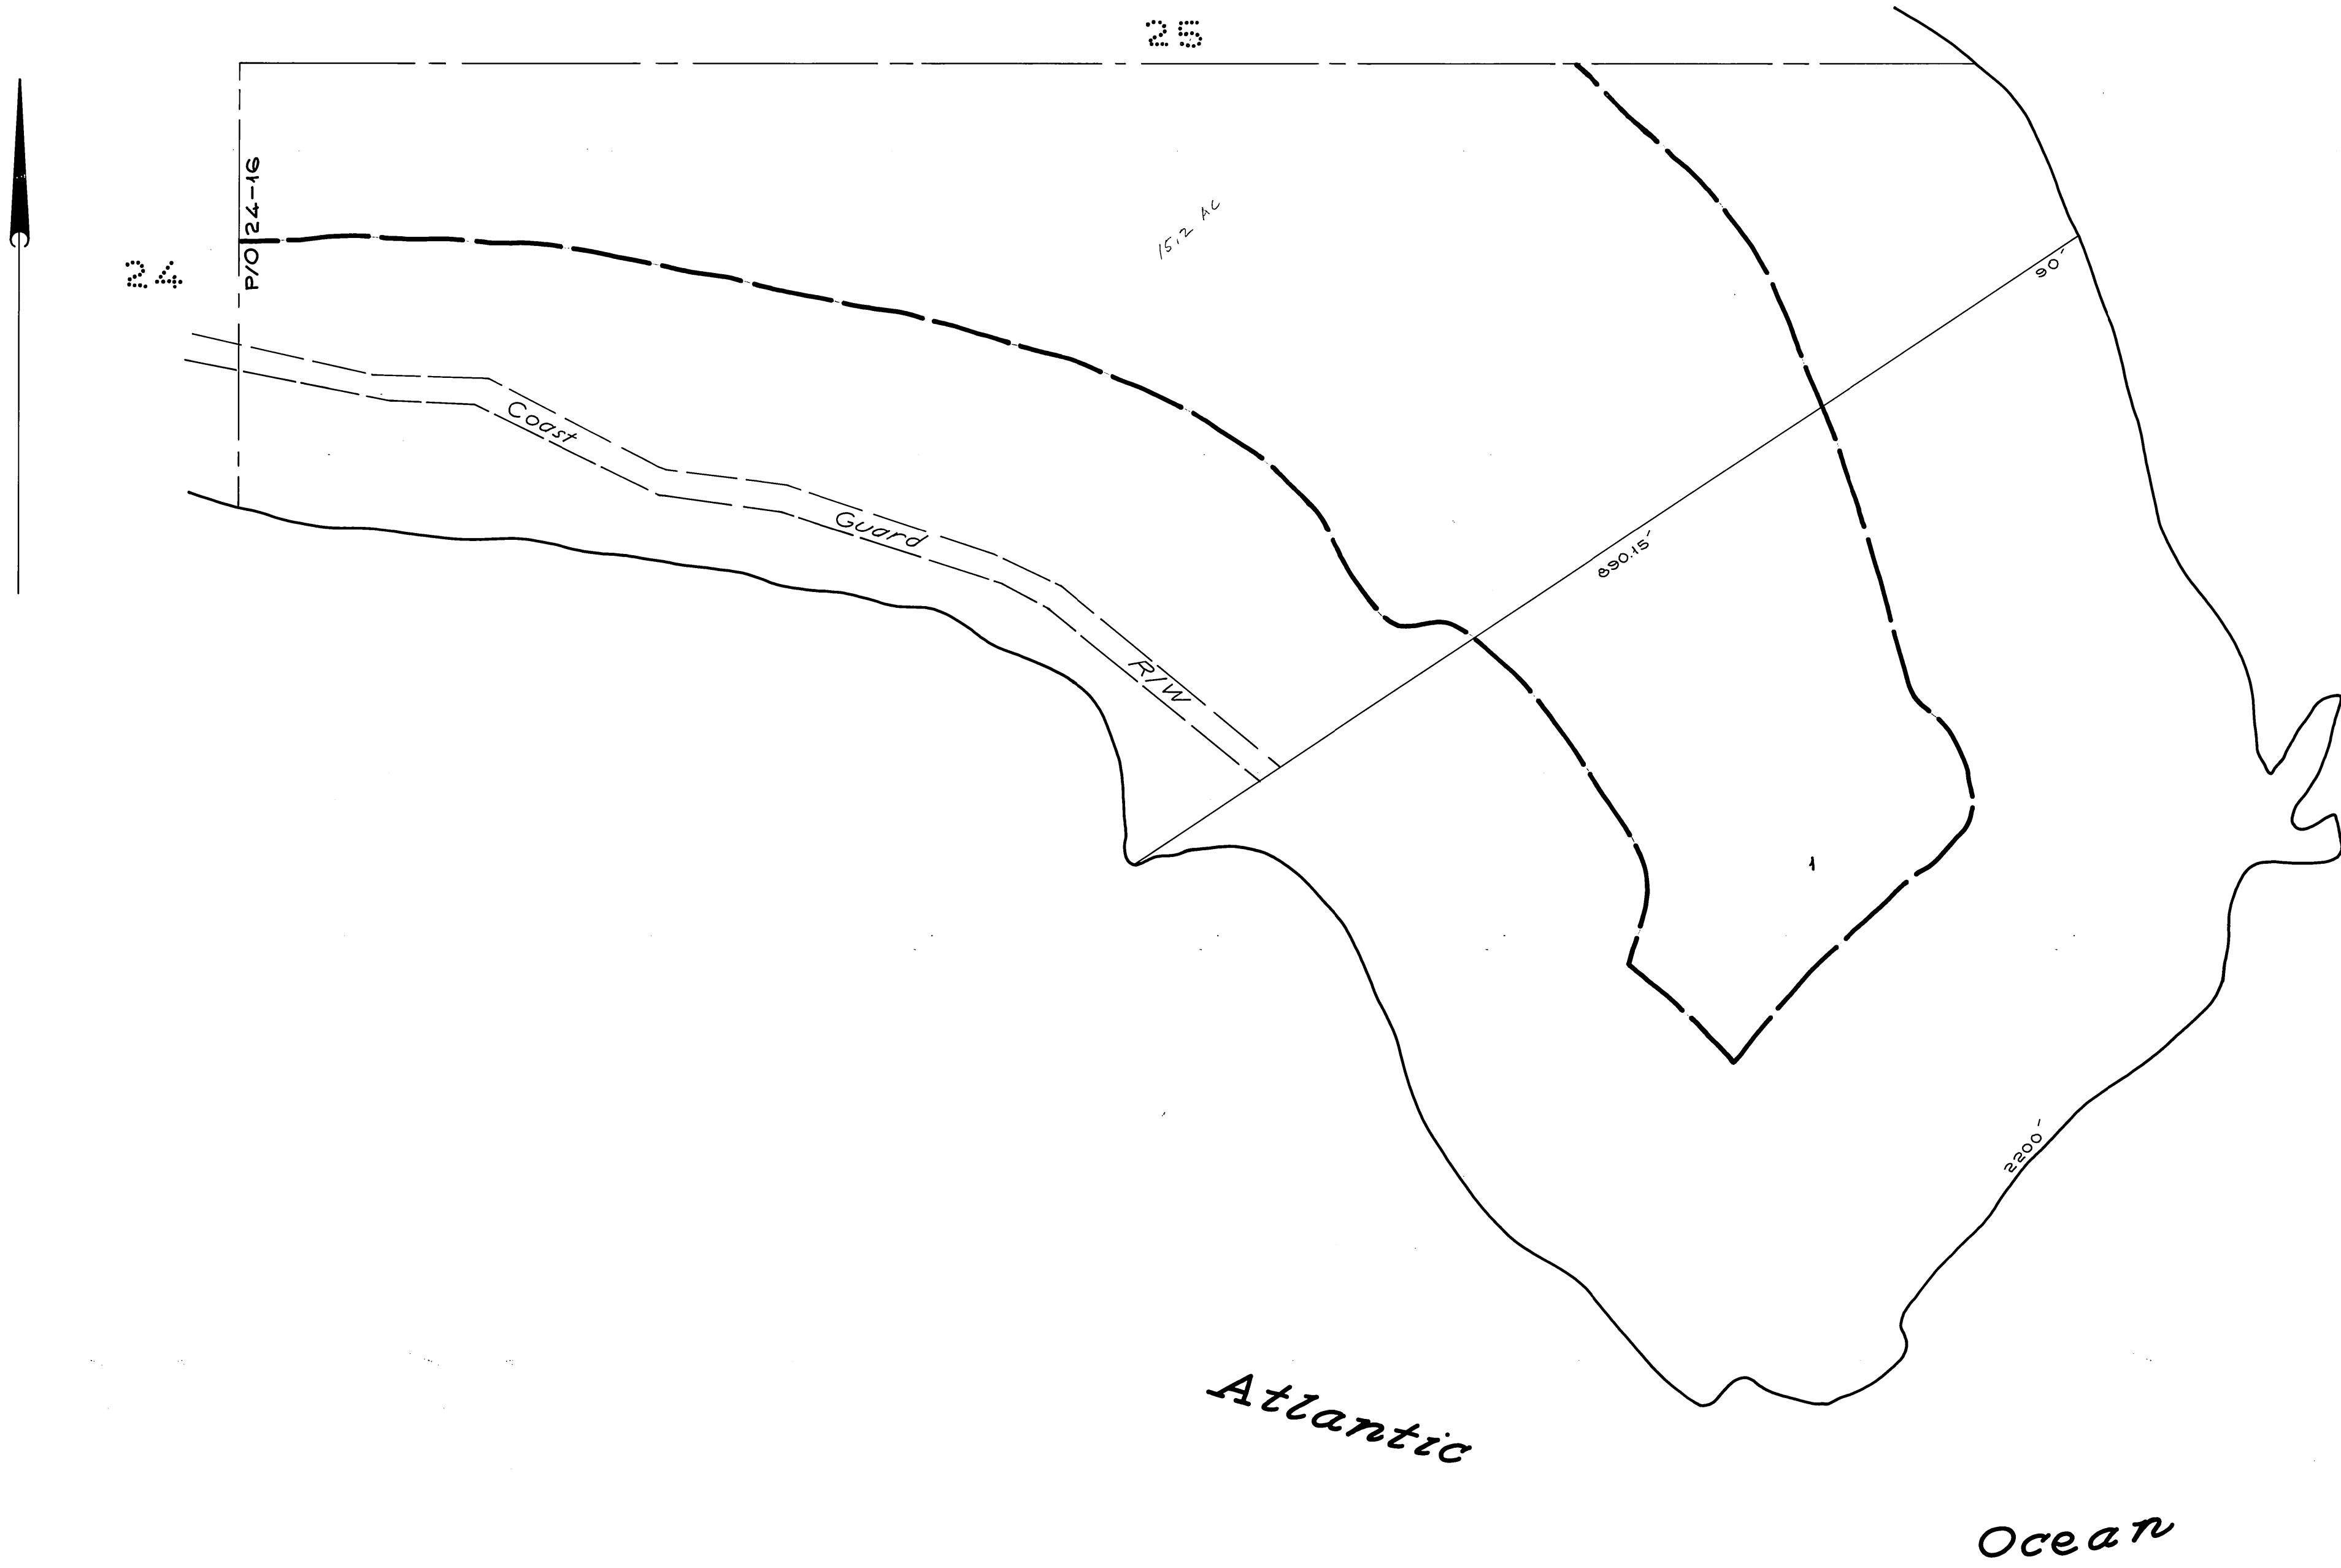 25
P/O 24-16
24
15.2 AC
90'
Coast Guard R/W
890.15'
1
2200'
Atlantic
Ocean